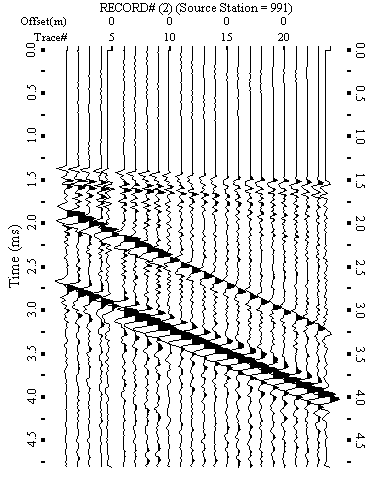 RECORD# (2) (Source Station = 991)
Offset(m) 0 0 0 0
Trace# 5 10 15 20
0.0 0.0
0.5 0.5
1.0 1.0
1.5 1.5
2.0 2.0
Time (ms)
2.5 2.5
3.0 3.0
3.5 3.5
4.0 4.0
4.5 4.5